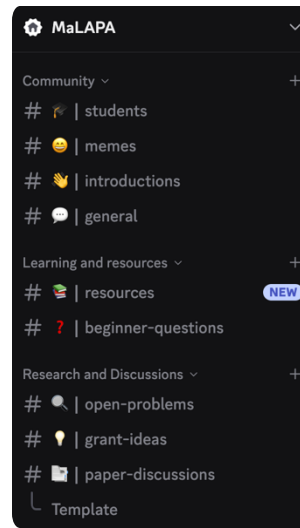 MaLAPA
Community
# 🎓 | students
# 😄 | memes
# 👋 | introductions
# 💬 | general
Learning and resources
# 📚 | resources NEW
# ❓ | beginner-questions
Research and Discussions
# 🔍 | open-problems
# 💡 | grant-ideas
# 📑 | paper-discussions
Template